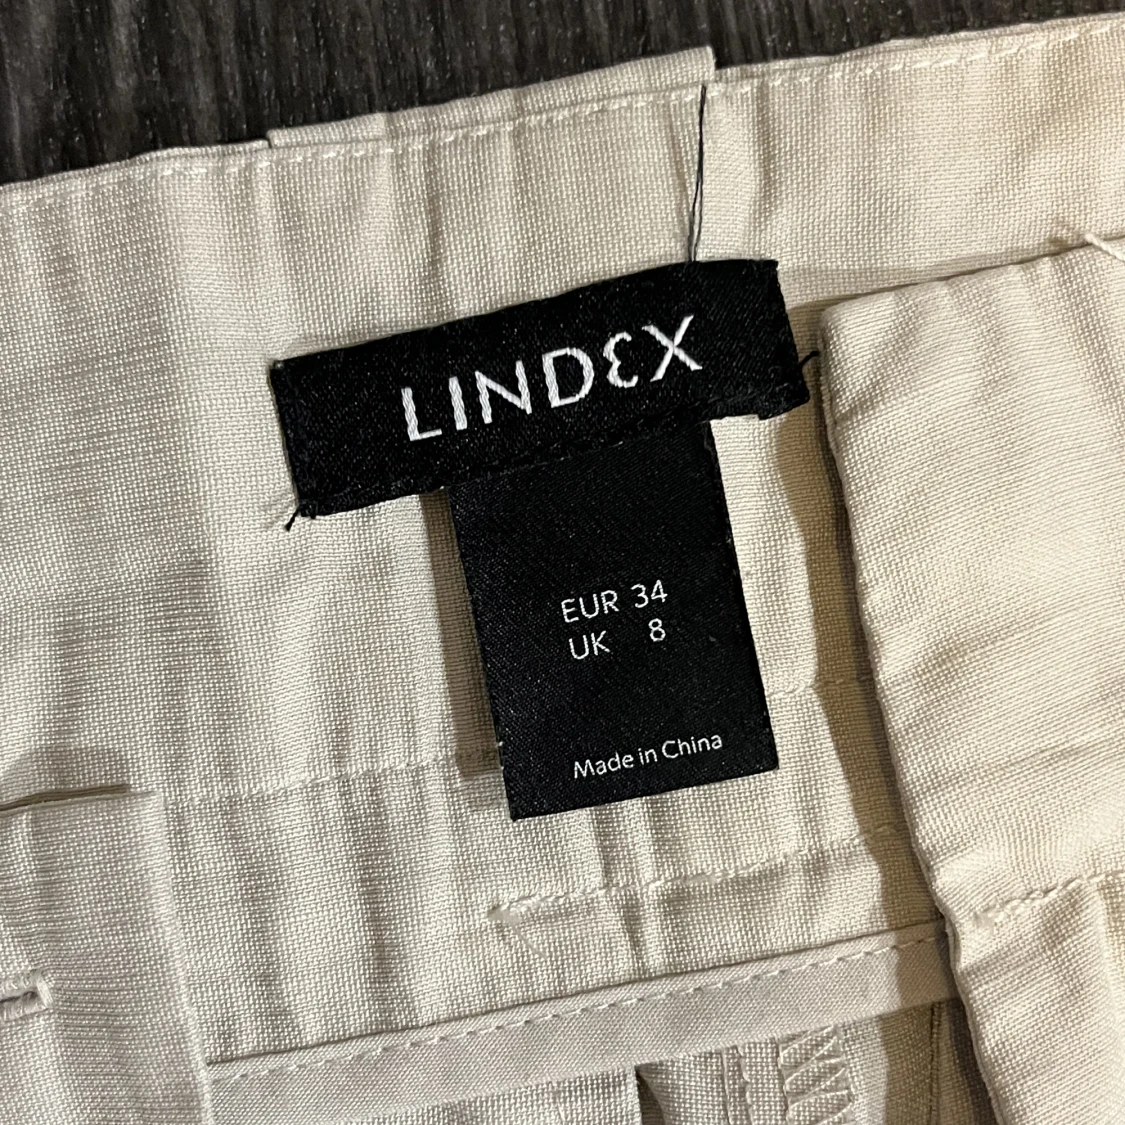 LINDEX
EUR 34
UK 8
Made in China